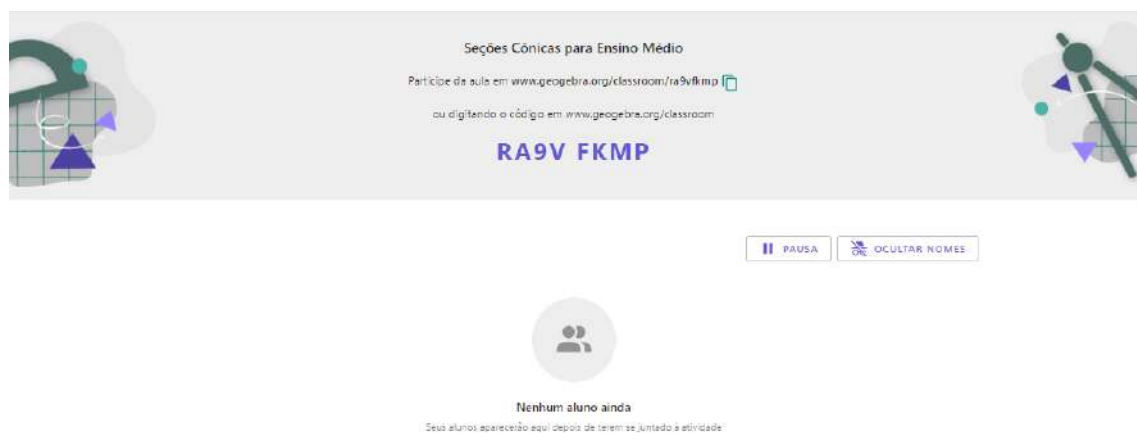 Seções Cônicas para Ensino Médio
Participe da aula em www.geogebra.org/classroom/ra9vfkmp
ou digitando o código em www.geogebra.org/classroom
RA9V FKMP
PAUSA
OCULTAR NOMES
Nenhum aluno ainda
Seus alunos aparecerão aqui depois de terem se juntado à atividade